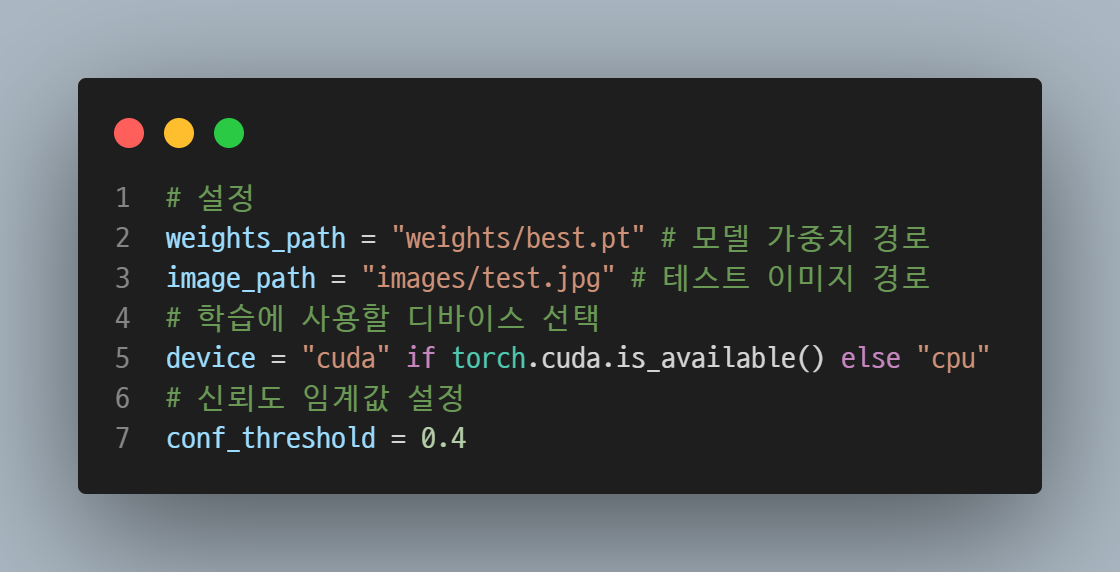 1 # 설정
2 weights_path = "weights/best.pt" # 모델 가중치 경로
3 image_path = "images/test.jpg" # 테스트 이미지 경로
4 # 학습에 사용할 디바이스 선택
5 device = "cuda" if torch.cuda.is_available() else "cpu"
6 # 신뢰도 임계값 설정
7 conf_threshold = 0.4